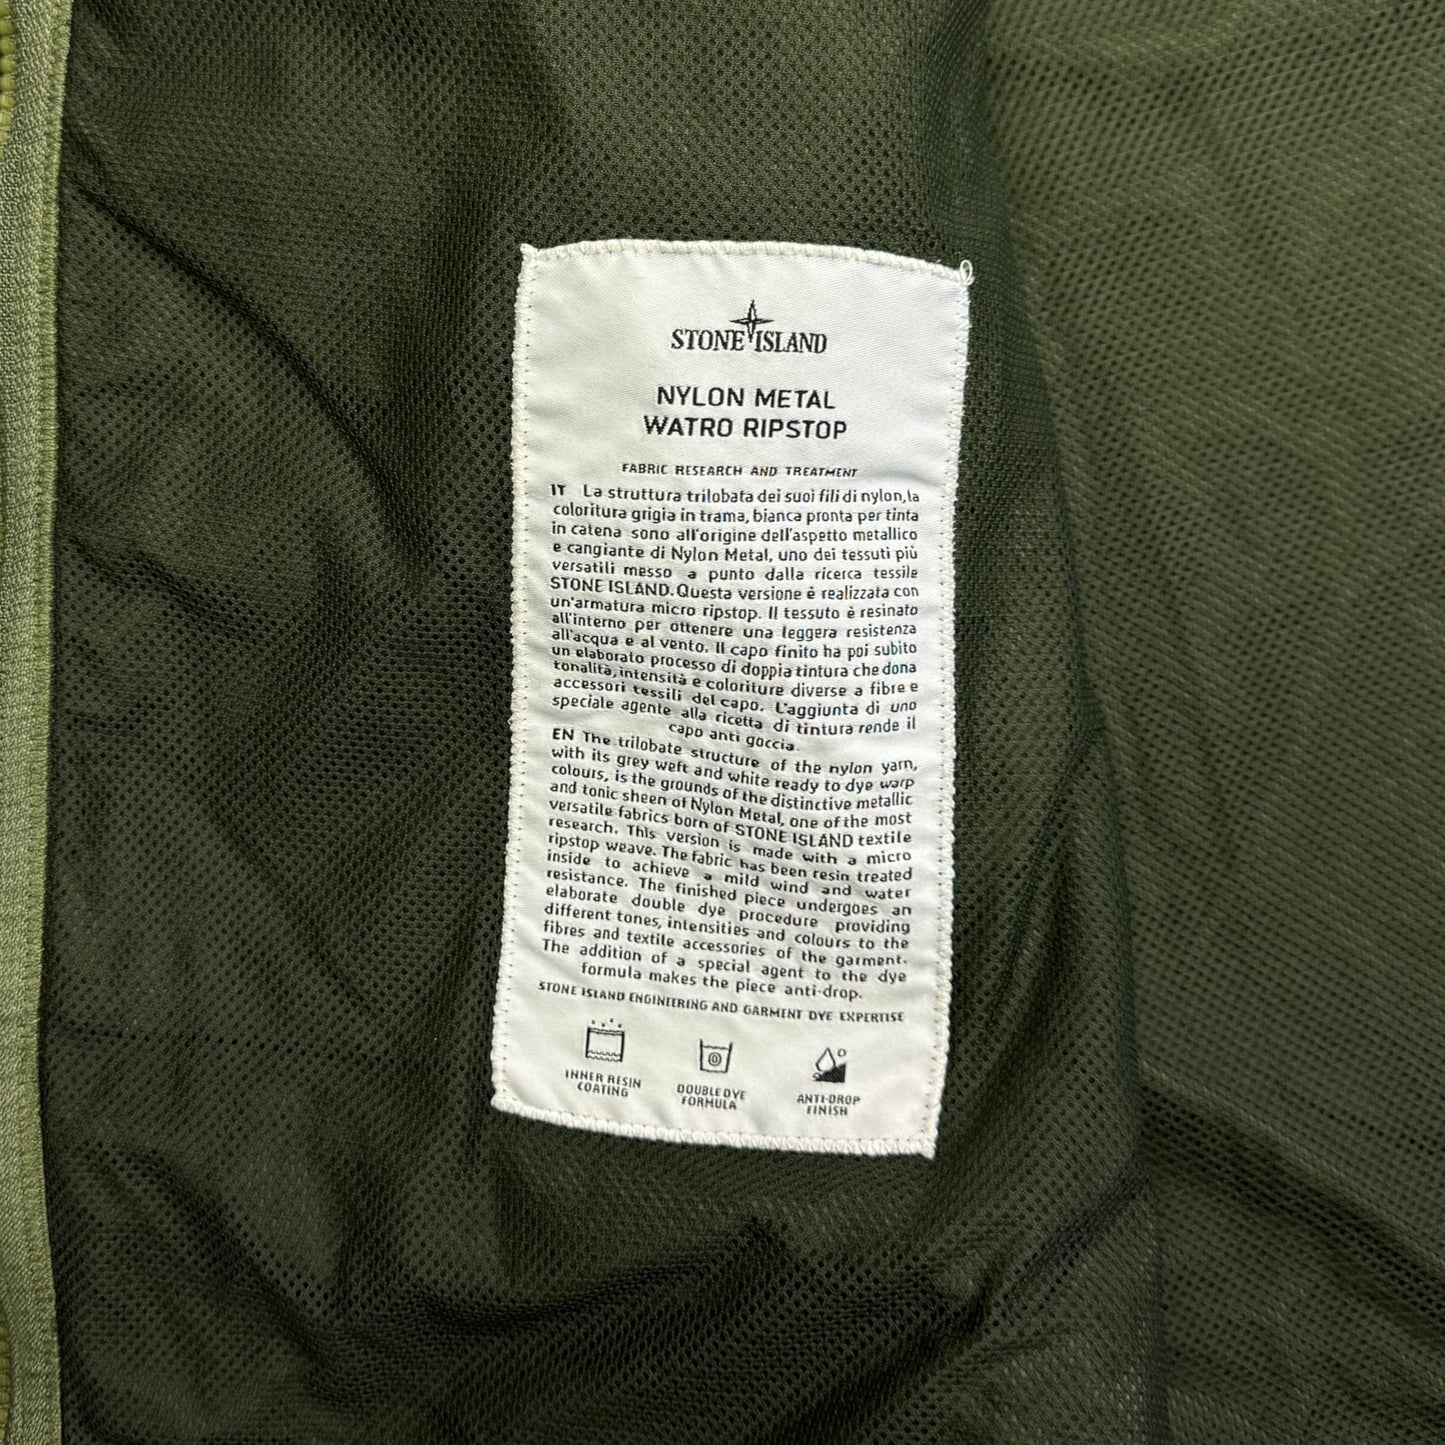 STONE ISLAND
NYLON METAL
WATRO RIPSTOP
FABRIC RESEARCH AND TREATMENT
IT La struttura trilobata dei suoi fili di nylon, la
coloritura grigia in trama, bianca pronta per tinta
in catena sono all'origine dell'aspetto metallico
e cangiante di Nylon Metal, uno dei tessuti più
versatili messo a punto dalla ricerca tessile
STONE ISLAND. Questa versione è realizzata con
un'armatura micro ripstop. Il tessuto è resinato
all'interno per ottenere una leggera resistenza
all'acqua e al vento. Il capo finito ha poi subito
un elaborato processo di doppia tintura che dona
tonalità, intensità e coloriture diverse a fibre e
accessori tessili del capo. L'aggiunta di uno
speciale agente alla ricetta di tintura rende il
capo anti goccia.
EN The trilobate structure of the nylon yarn,
with its grey weft and white ready to dye warp
colours, is the grounds of the distinctive metallic
and tonic sheen of Nylon Metal, one of the most
versatile fabrics born of STONE ISLAND textile
research. This version is made with a micro
ripstop weave. The fabric has been resin treated
inside to achieve a mild wind and water
resistance. The finished piece undergoes an
elaborate double dye procedure providing
different tones, intensities and colours to the
fibres and textile accessories of the garment.
The addition of a special agent to the dye
formula makes the piece anti-drop.
STONE ISLAND ENGINEERING AND GARMENT DYE EXPERTISE
INNER RESIN
COATING
DOUBLE DYE
FORMULA
ANTI-DROP
FINISH